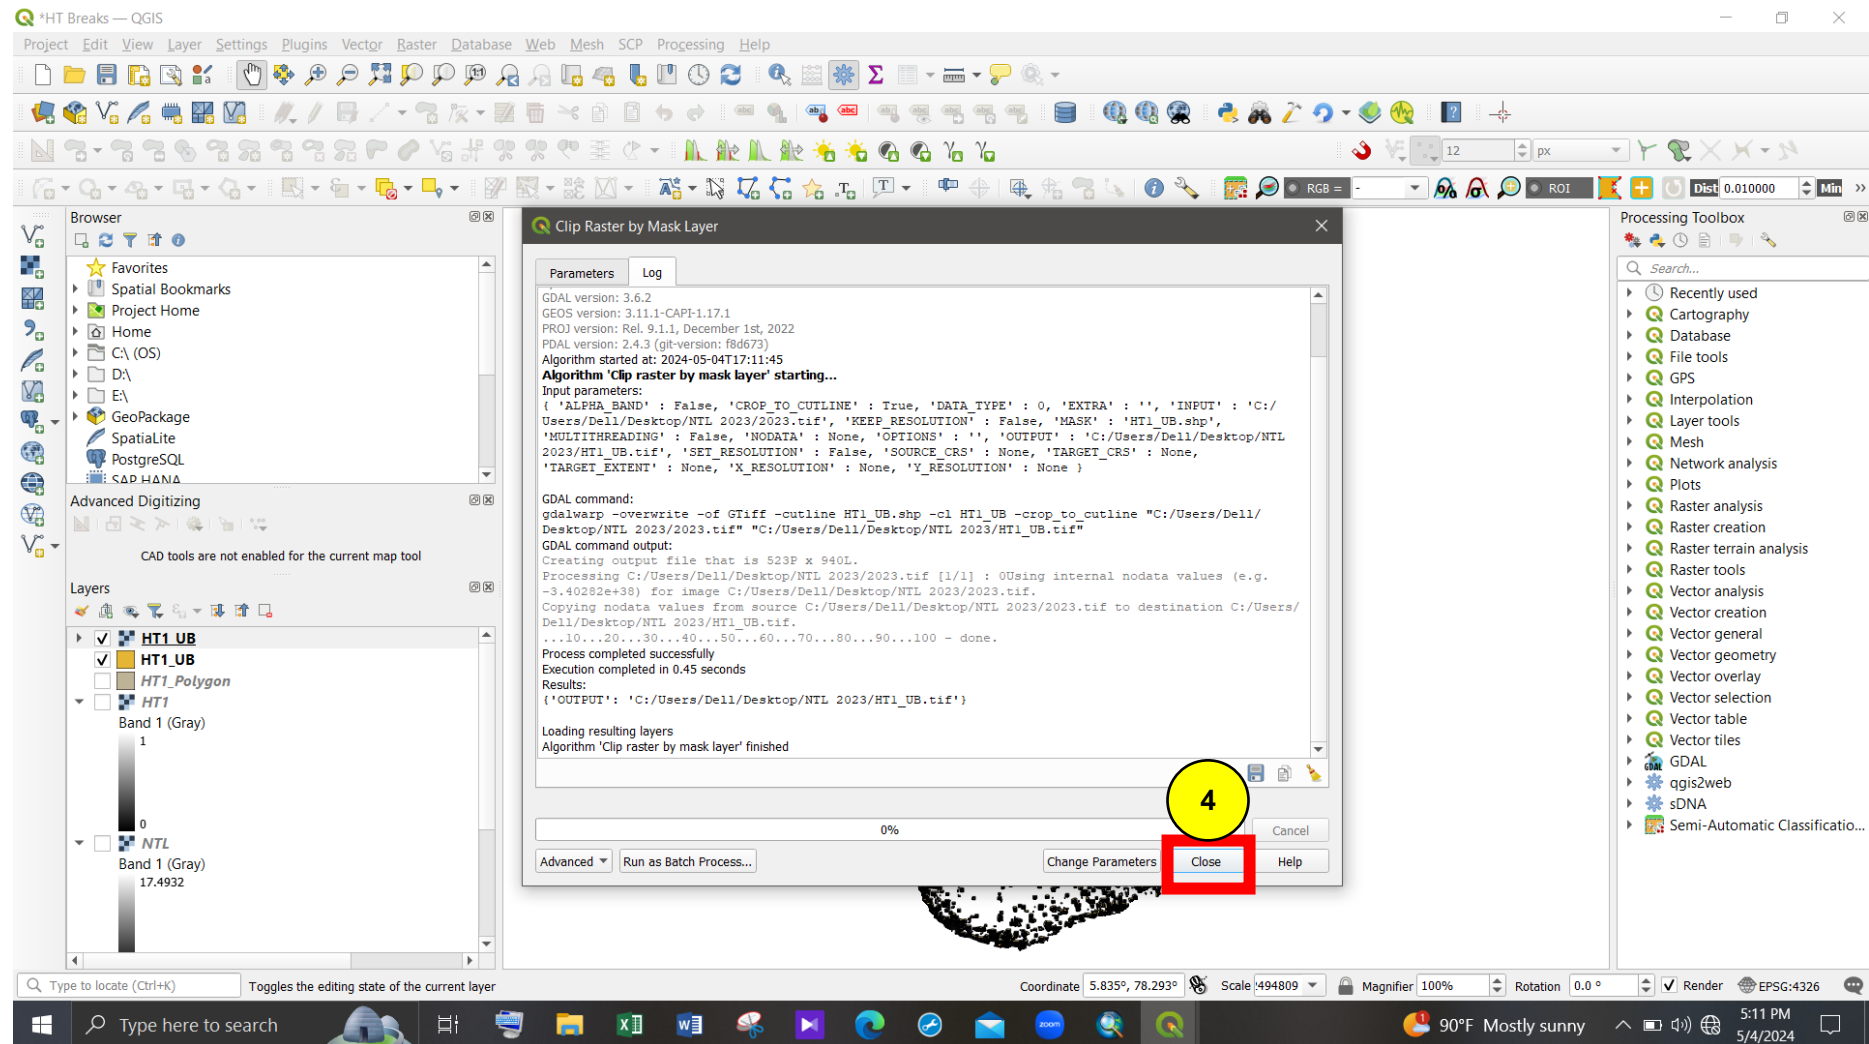 *HT Breaks — QGIS
Project Edit View Layer Settings Plugins Vector Raster Database Web Mesh SCP Processing Help
12
px
RGB =
-
ROI
Dist 0.010000
Min
Browser
Favorites
Spatial Bookmarks
Project Home
Home
C:\ (OS)
D:\
E:\
GeoPackage
SpatiaLite
PostgreSQL
SAP HANA
Advanced Digitizing
CAD tools are not enabled for the current map tool
Layers
HT1 UB
HT1_UB
HT1_Polygon
HT1
Band 1 (Gray)
1
0
NTL
Band 1 (Gray)
17.4932
Clip Raster by Mask Layer
Parameters Log
GDAL version: 3.6.2
GEOS version: 3.11.1-CAPI-1.17.1
PROJ version: Rel. 9.1.1, December 1st, 2022
PDAL version: 2.4.3 (git-version: f8d673)
Algorithm started at: 2024-05-04T17:11:45
Algorithm 'Clip raster by mask layer' starting...
Input parameters:
{ 'ALPHA_BAND' : False, 'CROP_TO_CUTLINE' : True, 'DATA_TYPE' : 0, 'EXTRA' : '', 'INPUT' : 'C:/
Users/Dell/Desktop/NTL 2023/2023.tif', 'KEEP_RESOLUTION' : False, 'MASK' : 'HT1_UB.shp',
'MULTITHREADING' : False, 'NODATA' : None, 'OPTIONS' : '', 'OUTPUT' : 'C:/Users/Dell/Desktop/NTL
2023/HT1_UB.tif', 'SET_RESOLUTION' : False, 'SOURCE_CRS' : None, 'TARGET_CRS' : None,
'TARGET_EXTENT' : None, 'X_RESOLUTION' : None, 'Y_RESOLUTION' : None }
GDAL command:
gdalwarp -overwrite -of GTiff -cutline HT1_UB.shp -cl HT1_UB -crop_to_cutline "C:/Users/Dell/
Desktop/NTL 2023/2023.tif" "C:/Users/Dell/Desktop/NTL 2023/HT1_UB.tif"
GDAL command output:
Creating output file that is 523P x 940L.
Processing C:/Users/Dell/Desktop/NTL 2023/2023.tif [1/1] : 0Using internal nodata values (e.g.
-3.40282e+38) for image C:/Users/Dell/Desktop/NTL 2023/2023.tif.
Copying nodata values from source C:/Users/Dell/Desktop/NTL 2023/2023.tif to destination C:/Users/
Dell/Desktop/NTL 2023/HT1_UB.tif.
...10...20...30...40...50...60...70...80...90...100 - done.
Process completed successfully
Execution completed in 0.45 seconds
Results:
{'OUTPUT': 'C:/Users/Dell/Desktop/NTL 2023/HT1_UB.tif'}
Loading resulting layers
Algorithm 'Clip raster by mask layer' finished
4
0%
Cancel
Advanced Run as Batch Process... Change Parameters Close Help
Processing Toolbox
Search...
Recently used
Cartography
Database
File tools
GPS
Interpolation
Layer tools
Mesh
Network analysis
Plots
Raster analysis
Raster creation
Raster terrain analysis
Raster tools
Vector analysis
Vector creation
Vector general
Vector geometry
Vector overlay
Vector selection
Vector table
Vector tiles
GDAL
qgis2web
sDNA
Semi-Automatic Classificatio...
Type to locate (Ctrl+K) Toggles the editing state of the current layer Coordinate 5.835°, 78.293° Scale :494809 Magnifier 100% Rotation 0.0 ° Render EPSG:4326
Type here to search
zoom
90°F Mostly sunny
5:11 PM
5/4/2024